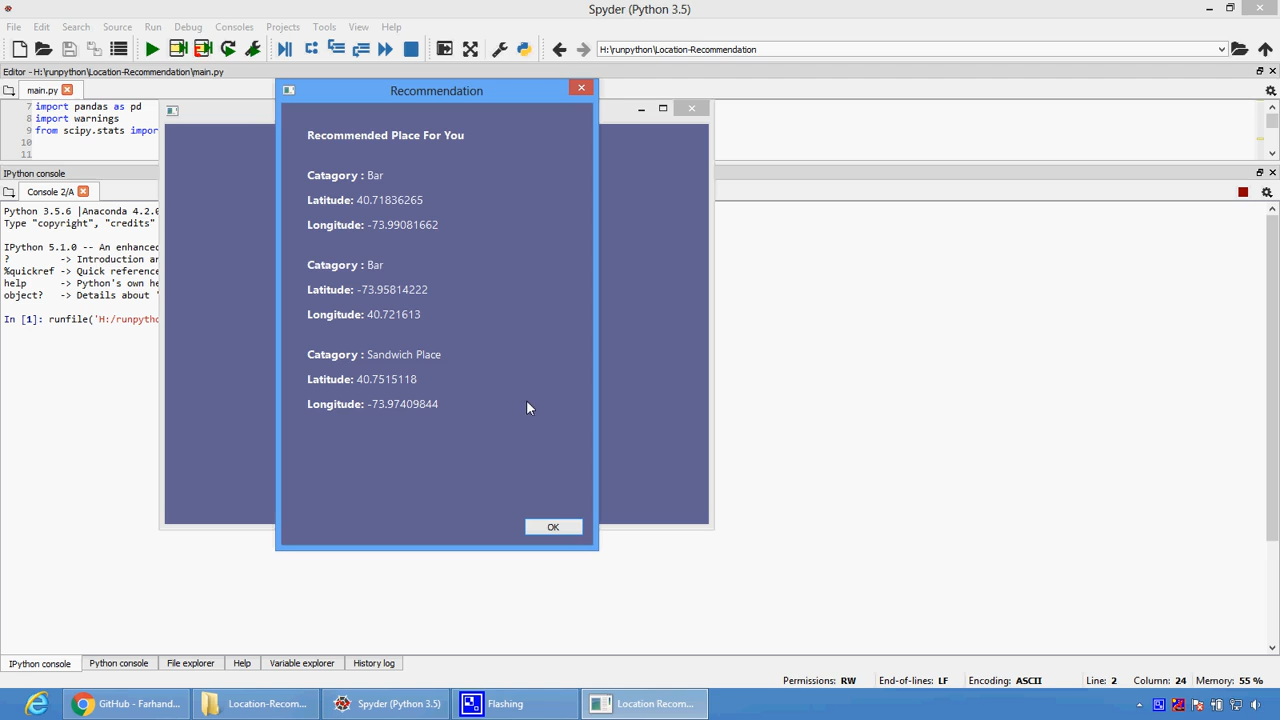 Spyder (Python 3.5)
File Edit Search Source Run Debug Consoles Projects Tools View Help
H:\runpython\Location-Recommendation
Editor - H:\runpython\Location-Recommendation\main.py
main.py
7 import pandas as pd
8 import warnings
9 from scipy.stats impor
10
11
IPython console
Console 2/A
Python 3.5.6 |Anaconda 4.2.0
Type "copyright", "credits"
IPython 5.1.0 -- An enhanced
? -> Introduction an
%quickref -> Quick reference
help -> Python's own he
object? -> Details about '
In [1]: runfile('H:/runpytho
Recommendation
Recommended Place For You
Catagory : Bar
Latitude: 40.71836265
Longitude: -73.99081662
Catagory : Bar
Latitude: -73.95814222
Longitude: 40.721613
Catagory : Sandwich Place
Latitude: 40.7515118
Longitude: -73.97409844
OK
IPython console Python console File explorer Help Variable explorer History log
Permissions: RW End-of-lines: LF Encoding: ASCII Line: 2 Column: 24 Memory: 55 %
GitHub - Farhand... Location-Recom... Spyder (Python 3.5) Flashing Location Recom...